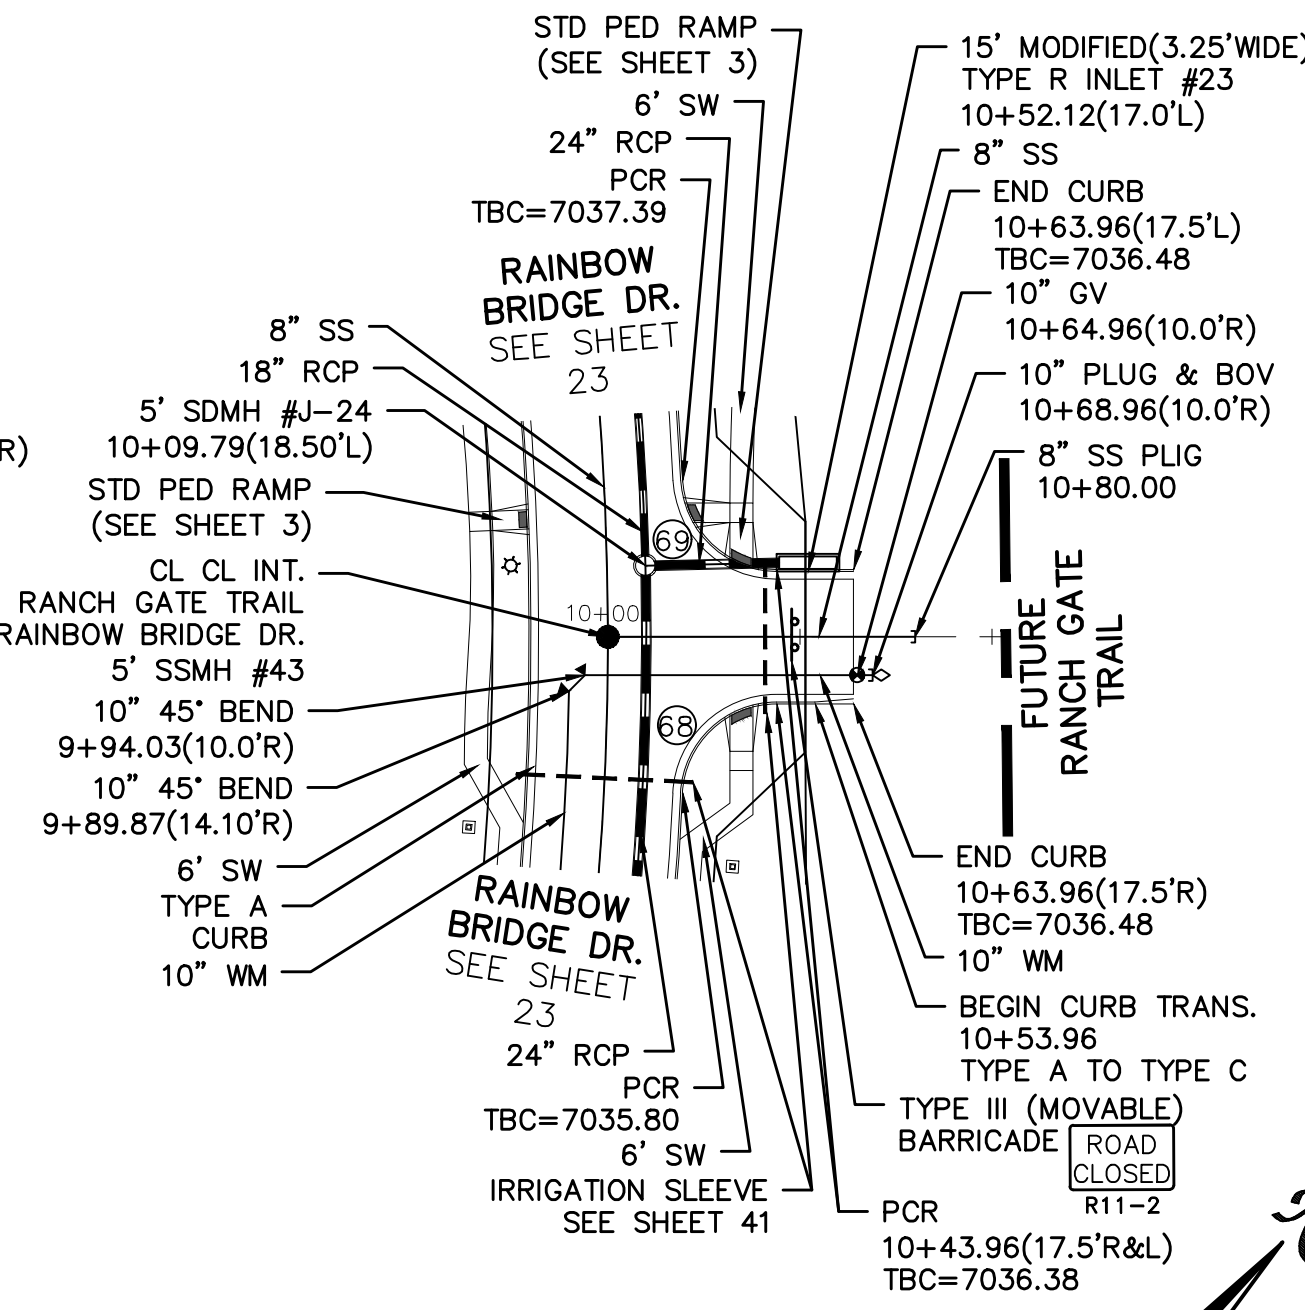 STD PED RAMP
(SEE SHEET 3)
6' SW
24" RCP
PCR
TBC=7037.39
RAINBOW
BRIDGE DR.
SEE SHEET
23
8" SS
18" RCP
5' SDMH #J-24
10+09.79(18.50'L)
R)
STD PED RAMP
(SEE SHEET 3)
CL CL INT.
RANCH GATE TRAIL
RAINBOW BRIDGE DR.
5' SSMH #43
10" 45° BEND
9+94.03(10.0'R)
10" 45° BEND
9+89.87(14.10'R)
6' SW
TYPE A
CURB
10" WM
15' MODIFIED(3.25'WIDE)
TYPE R INLET #23
10+52.12(17.0'L)
8" SS
END CURB
10+63.96(17.5'L)
TBC=7036.48
10" GV
10+64.96(10.0'R)
10" PLUG & BOV
10+68.96(10.0'R)
8" SS PLIG
10+80.00
69
10+00
68
FUTURE
RANCH GATE
TRAIL
RAINBOW
BRIDGE DR.
SEE SHEET
23
24" RCP
PCR
TBC=7035.80
6' SW
IRRIGATION SLEEVE
SEE SHEET 41
END CURB
10+63.96(17.5'R)
TBC=7036.48
10" WM
BEGIN CURB TRANS.
10+53.96
TYPE A TO TYPE C
TYPE III (MOVABLE)
BARRICADE
ROAD
CLOSED
R11-2
PCR
10+43.96(17.5'R&L)
TBC=7036.38